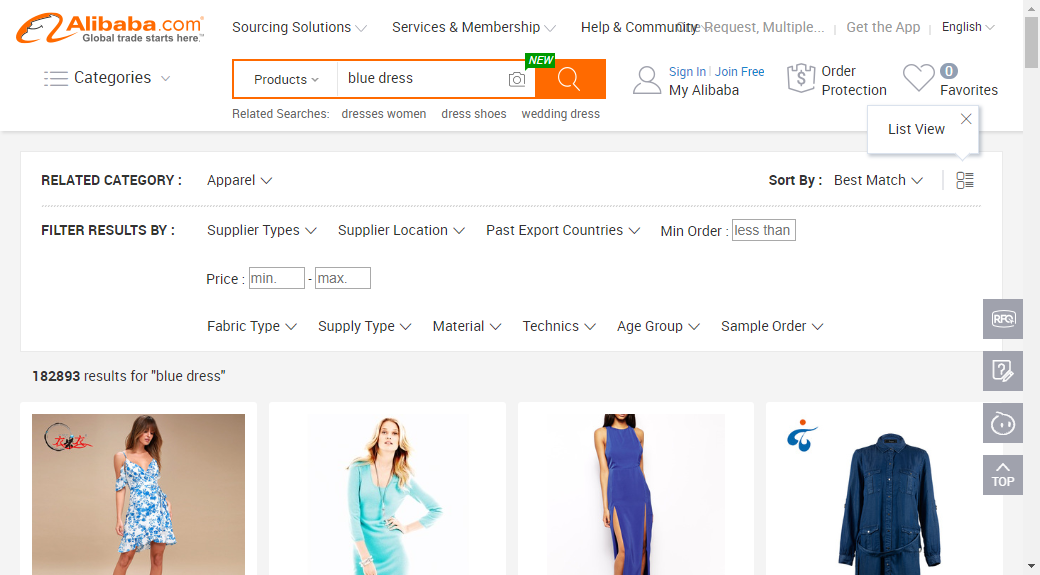 Alibaba.com
Global trade starts here.™
Sourcing Solutions
Services & Membership
Help & Community
One Request, Multiple...
Get the App
English
Categories
Products
blue dress
NEW
Sign In | Join Free
My Alibaba
Order
Protection
0
Favorites
Related Searches: dresses women dress shoes wedding dress
List View
RELATED CATEGORY : Apparel
Sort By : Best Match
FILTER RESULTS BY : Supplier Types Supplier Location Past Export Countries Min Order : less than
Price : min. - max.
Fabric Type Supply Type Material Technics Age Group Sample Order
RFQ
182893 results for "blue dress"
TOP